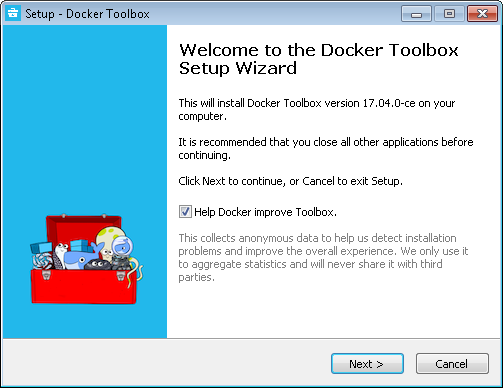 Setup - Docker Toolbox
Welcome to the Docker Toolbox
Setup Wizard
This will install Docker Toolbox version 17.04.0-ce on your
computer.
It is recommended that you close all other applications before
continuing.
Click Next to continue, or Cancel to exit Setup.
Help Docker improve Toolbox.
This collects anonymous data to help us detect installation
problems and improve the overall experience. We only use it
to aggregate statistics and will never share it with third
parties.
Next >
Cancel